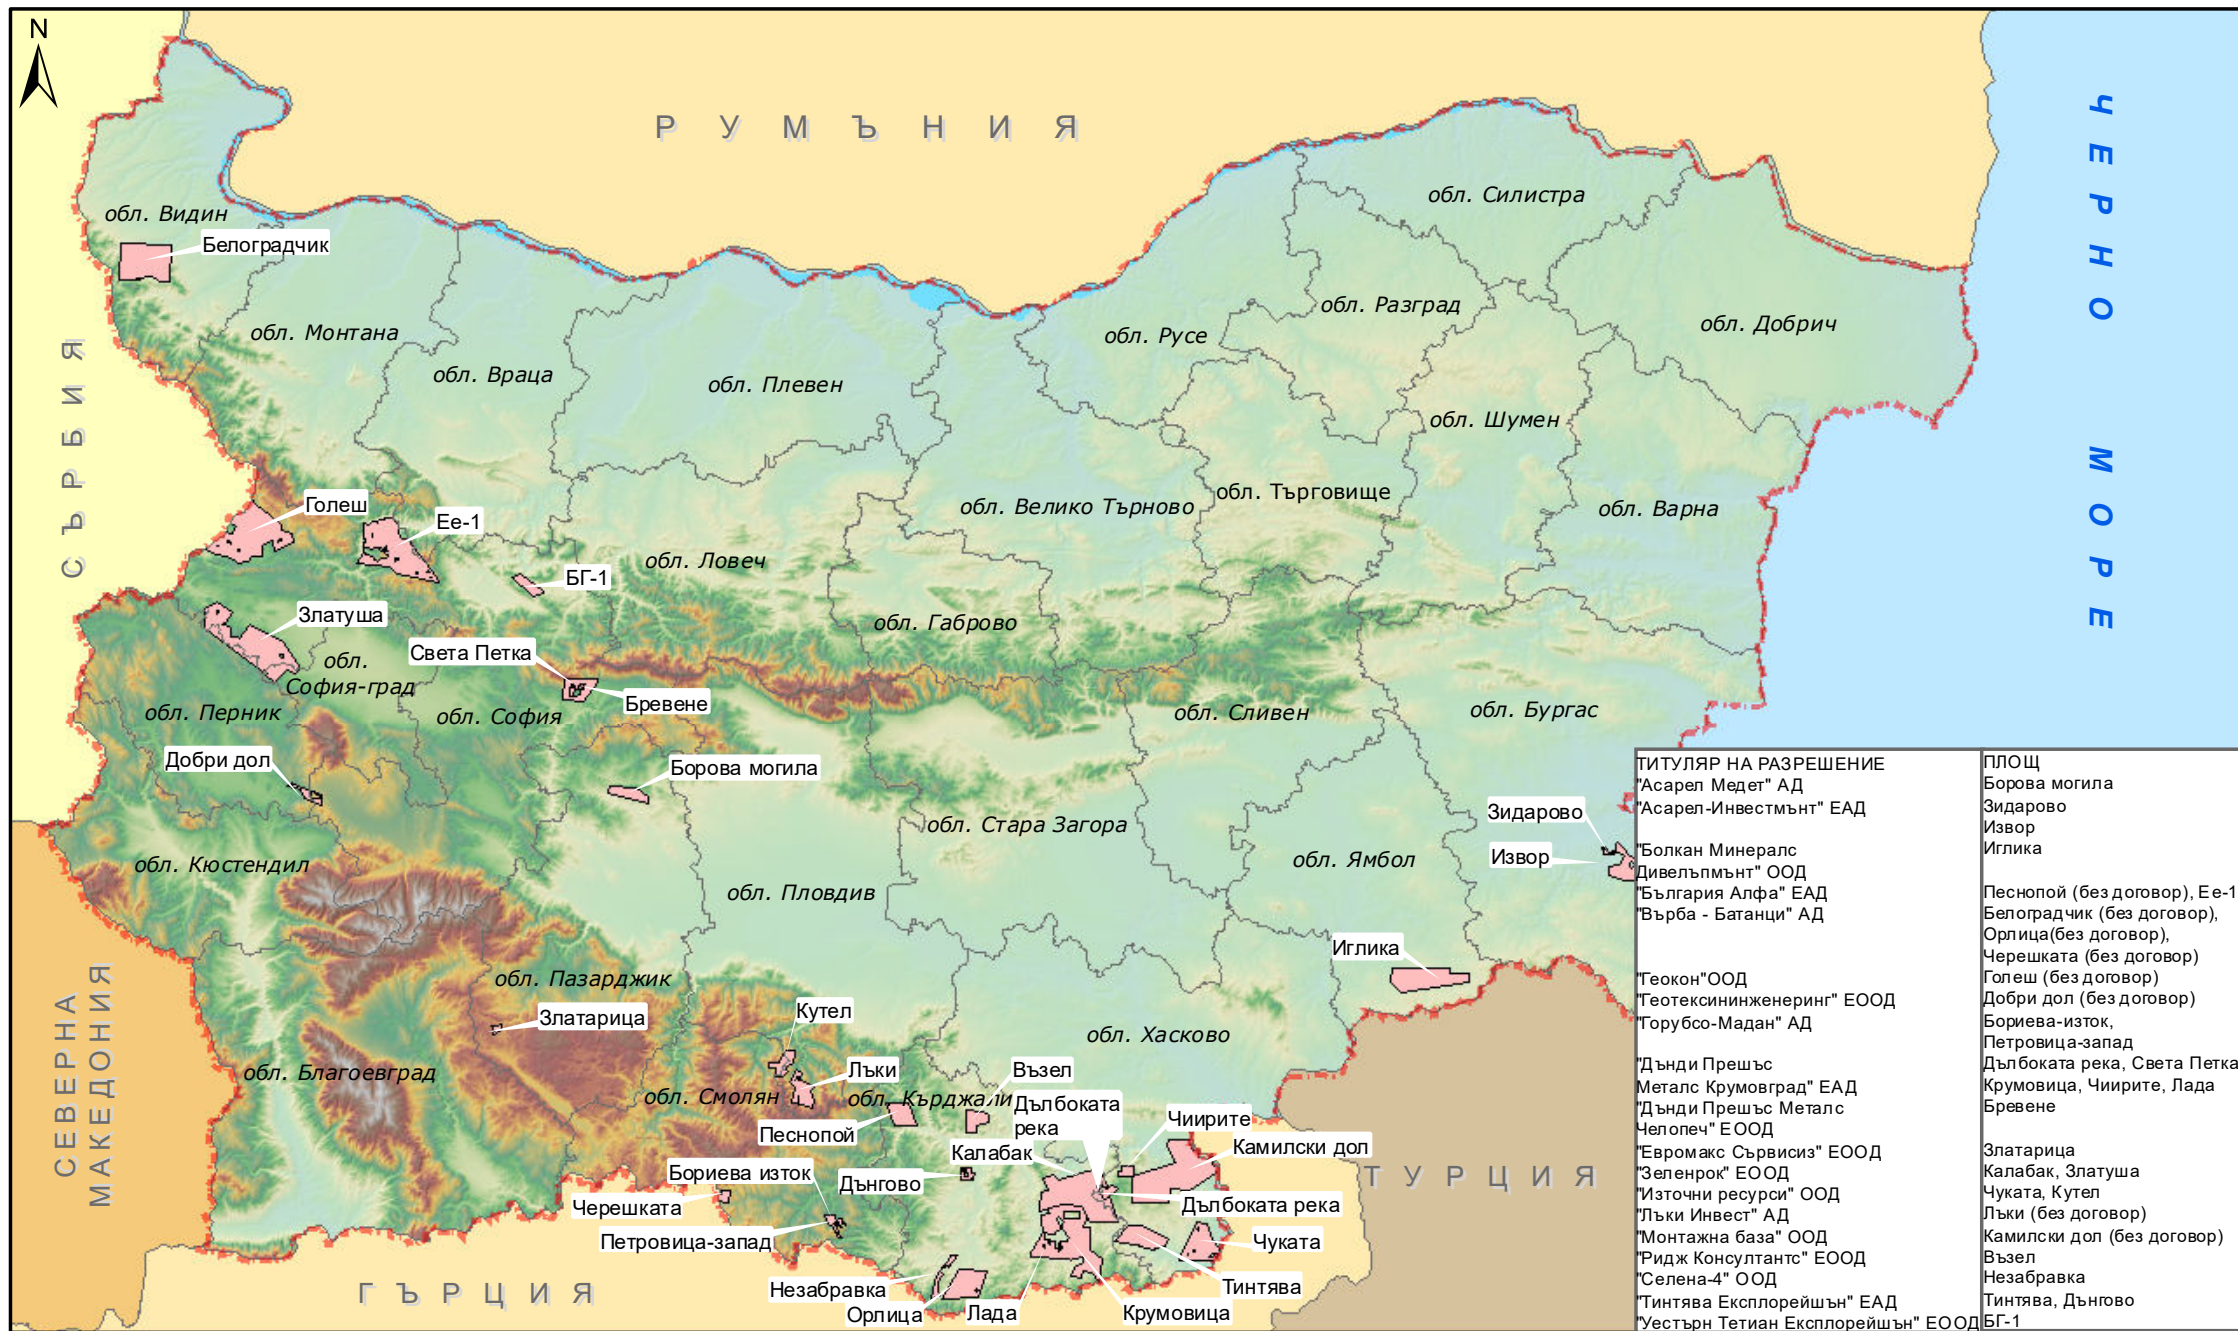 N
РУМЪНИЯ
ЧЕРНО МОРЕ
СЪРБИЯ
СЕВЕРНА
МАКЕДОНИЯ
ГЪРЦИЯ
ТУРЦИЯ
обл. Видин
Белоградчик
обл. Монтана
обл. Враца
обл. Плевен
обл. Русе
обл. Силистра
обл. Разград
обл. Добрич
обл. Шумен
обл. Търговище
обл. Варна
обл. Велико Търново
обл. Ловеч
обл. Габрово
Голеш
Ее-1
БГ-1
Златуша
обл.
София-град
Света Петка
Бревене
обл. Перник
обл. София
обл. Сливен
обл. Бургас
Добри дол
Борова могила
обл. Кюстендил
обл. Пловдив
обл. Стара Загора
обл. Ямбол
Зидарово
Извор
Иглика
обл. Пазарджик
Златарица
обл. Благоевград
Кутел
Лъки
обл. Смолян
обл. Кърджали
обл. Хасково
Песнопой
Възел
Дълбоката
река
Чиирите
Калабак
Камилски дол
Бориева изток
Дънгово
Черешката
Дълбоката река
Петровица-запад
Чуката
Незабравка
Орлица
Лада
Тинтява
Крумовица
ТИТУЛЯР НА РАЗРЕШЕНИЕ
"Асарел Медет" АД
"Асарел-Инвестмънт" ЕАД
"Болкан Минералс
Дивелъпмънт" ООД
"България Алфа" ЕАД
"Върба - Батанци" АД
"Геокон"ООД
"Геотексининженеринг" ЕООД
"Горубсо-Мадан" АД
"Дънди Прешъс
Металс Крумовград" ЕАД
"Дънди Прешъс Металс
Челопеч" ЕООД
"Евромакс Сървисиз" ЕООД
"Зеленрок" ЕООД
"Източни ресурси" ООД
"Лъки Инвест" АД
"Монтажна база" ООД
"Ридж Консултантс" ЕООД
"Селена-4" ООД
"Тинтява Експлорейшън" ЕАД
"Уестърн Тетиан Експлорейшън" ЕООД
ПЛОЩ
Борова могила
Зидарово
Извор
Иглика
Песнопой (без договор), Ее-1
Белоградчик (без договор),
Орлица(без договор),
Черешката (без договор)
Голеш (без договор)
Добри дол (без договор)
Бориева-изток,
Петровица-запад
Дълбоката река, Света Петка
Крумовица, Чиирите, Лада
Бревене
Златарица
Калабак, Златуша
Чуката, Кутел
Лъки (без договор)
Камилски дол (без договор)
Възел
Незабравка
Тинтява, Дънгово
БГ-1